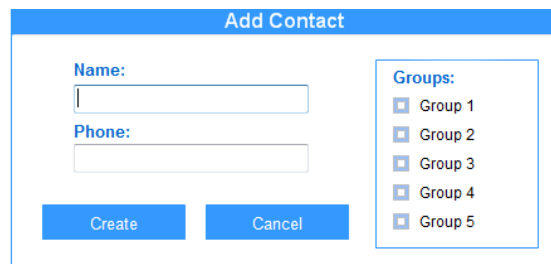 Add Contact
Name:
Phone:
Create
Cancel
Groups:
Group 1
Group 2
Group 3
Group 4
Group 5